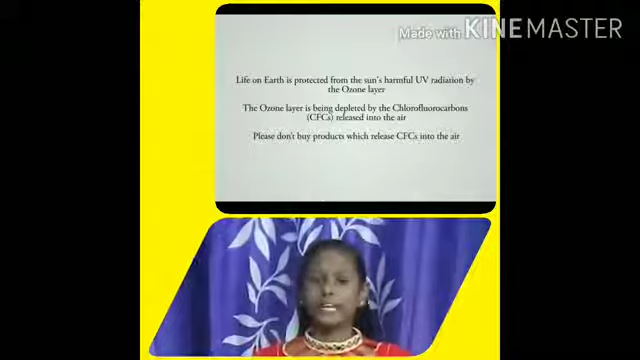 Made with KINEMASTER
Life on Earth is protected from the sun's harmful UV radiation by
the Ozone layer
The Ozone layer is being depleted by the Chlorofluorocarbons
(CFCs) released into the air
Please don't buy products which release CFCs into the air